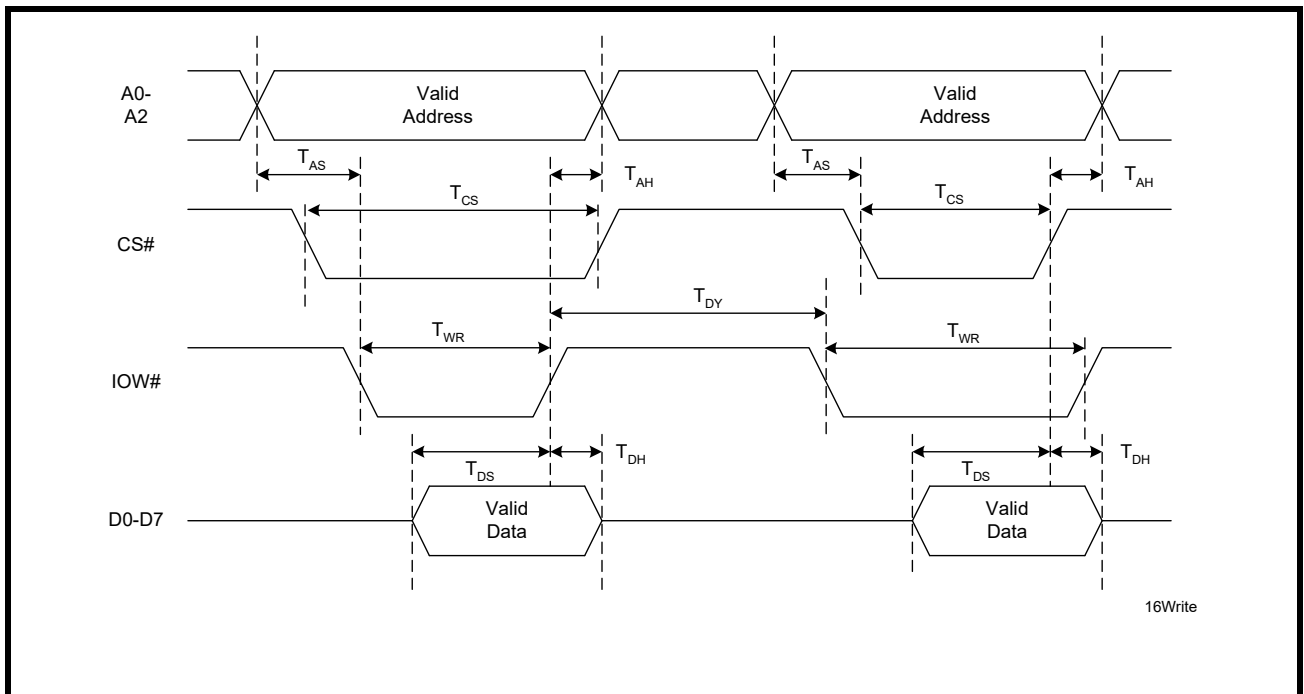 A0-
A2
Valid
Address
Valid
Address
TAS
TAH
TAS
TAH
CS#
TCS
TCS
TDY
IOW#
TWR
TWR
D0-D7
TDS
TDH
TDS
TDH
Valid
Data
Valid
Data
16Write